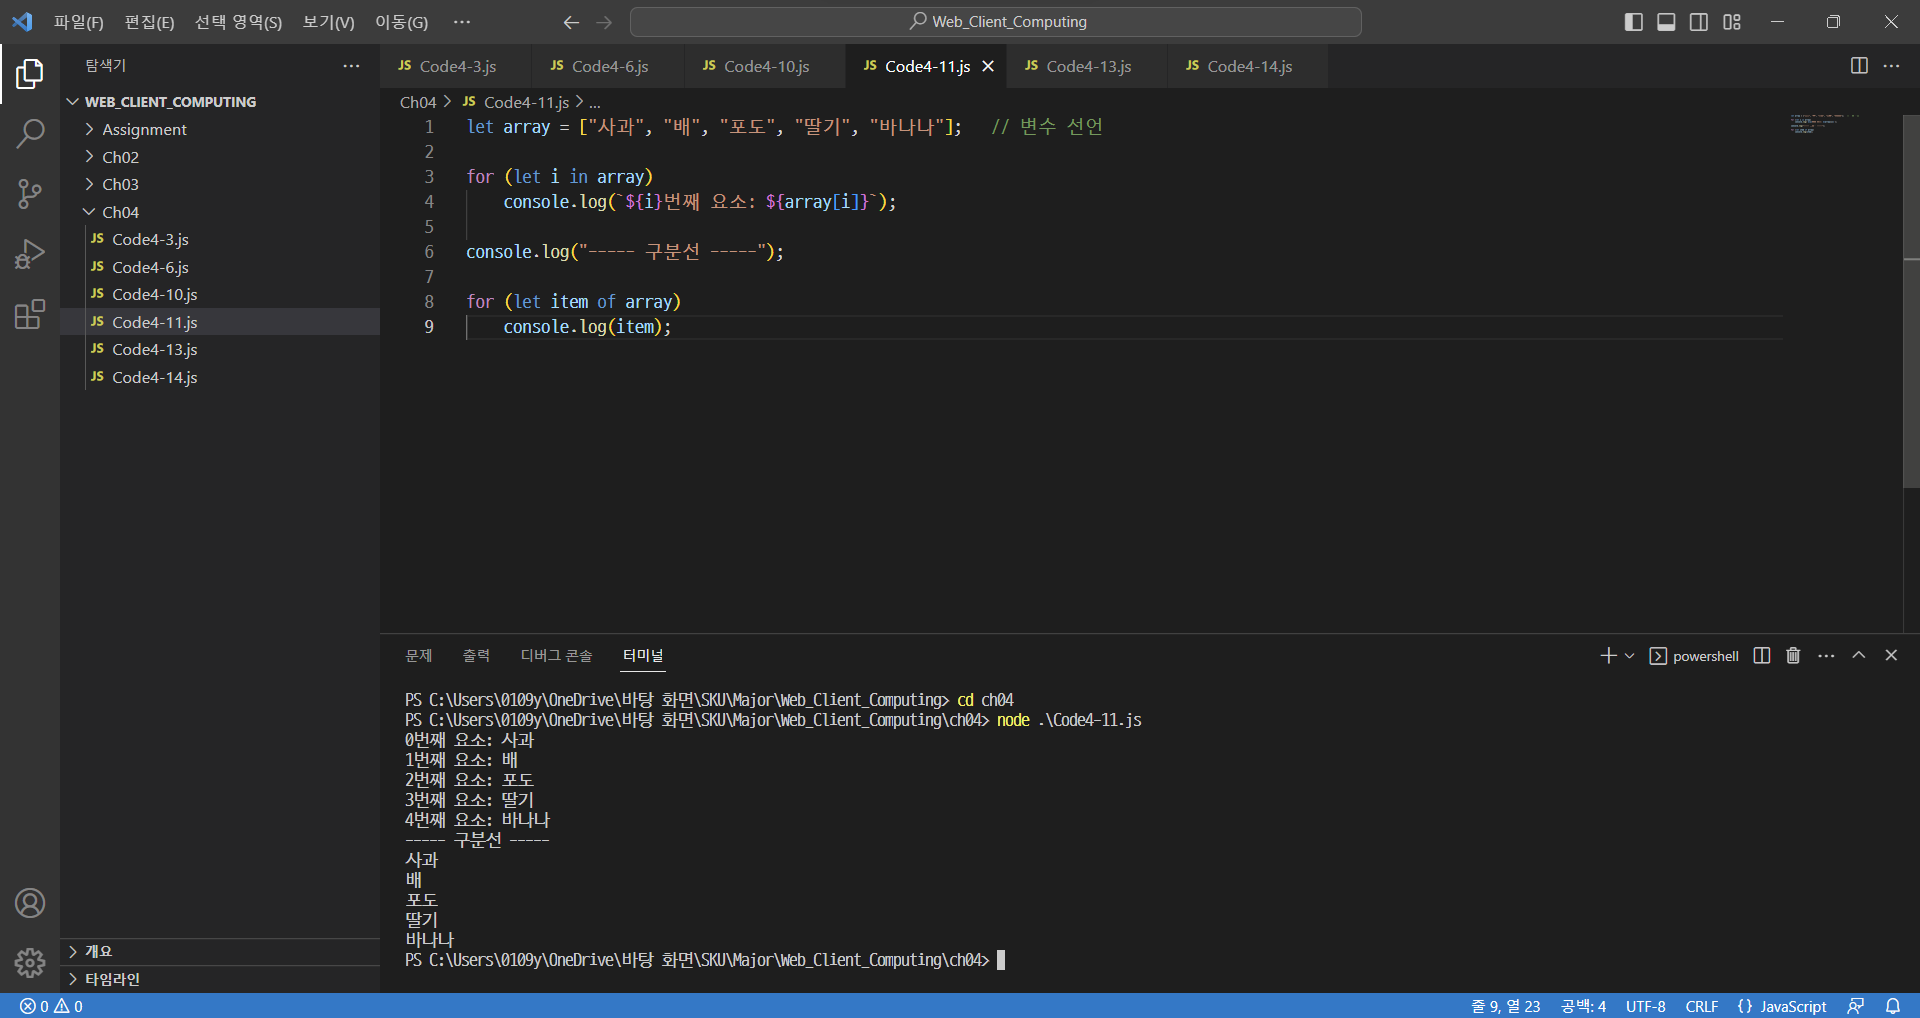 파일(F) 편집(E) 선택 영역(S) 보기(V) 이동(G) ··· Web_Client_Computing
탐색기 ···
WEB_CLIENT_COMPUTING
Assignment
Ch02
Ch03
Ch04
JS Code4-3.js
JS Code4-6.js
JS Code4-10.js
JS Code4-11.js
JS Code4-13.js
JS Code4-14.js
개요
타임라인
JS Code4-3.js JS Code4-6.js JS Code4-10.js JS Code4-11.js JS Code4-13.js JS Code4-14.js
Ch04 > JS Code4-11.js > ...
1 let array = ["사과", "배", "포도", "딸기", "바나나"]; // 변수 선언
2
3 for (let i in array)
4 console.log(`${i}번째 요소: ${array[i]}`);
5
6 console.log("----- 구분선 -----");
7
8 for (let item of array)
9 console.log(item);
문제 출력 디버그 콘솔 터미널 powershell
PS C:\Users\0109y\OneDrive\바탕 화면\SKU\Major\Web_Client_Computing> cd ch04
PS C:\Users\0109y\OneDrive\바탕 화면\SKU\Major\Web_Client_Computing\ch04> node .\Code4-11.js
0번째 요소: 사과
1번째 요소: 배
2번째 요소: 포도
3번째 요소: 딸기
4번째 요소: 바나나
----- 구분선 -----
사과
배
포도
딸기
바나나
PS C:\Users\0109y\OneDrive\바탕 화면\SKU\Major\Web_Client_Computing\ch04>
0 0 줄 9, 열 23 공백: 4 UTF-8 CRLF {} JavaScript